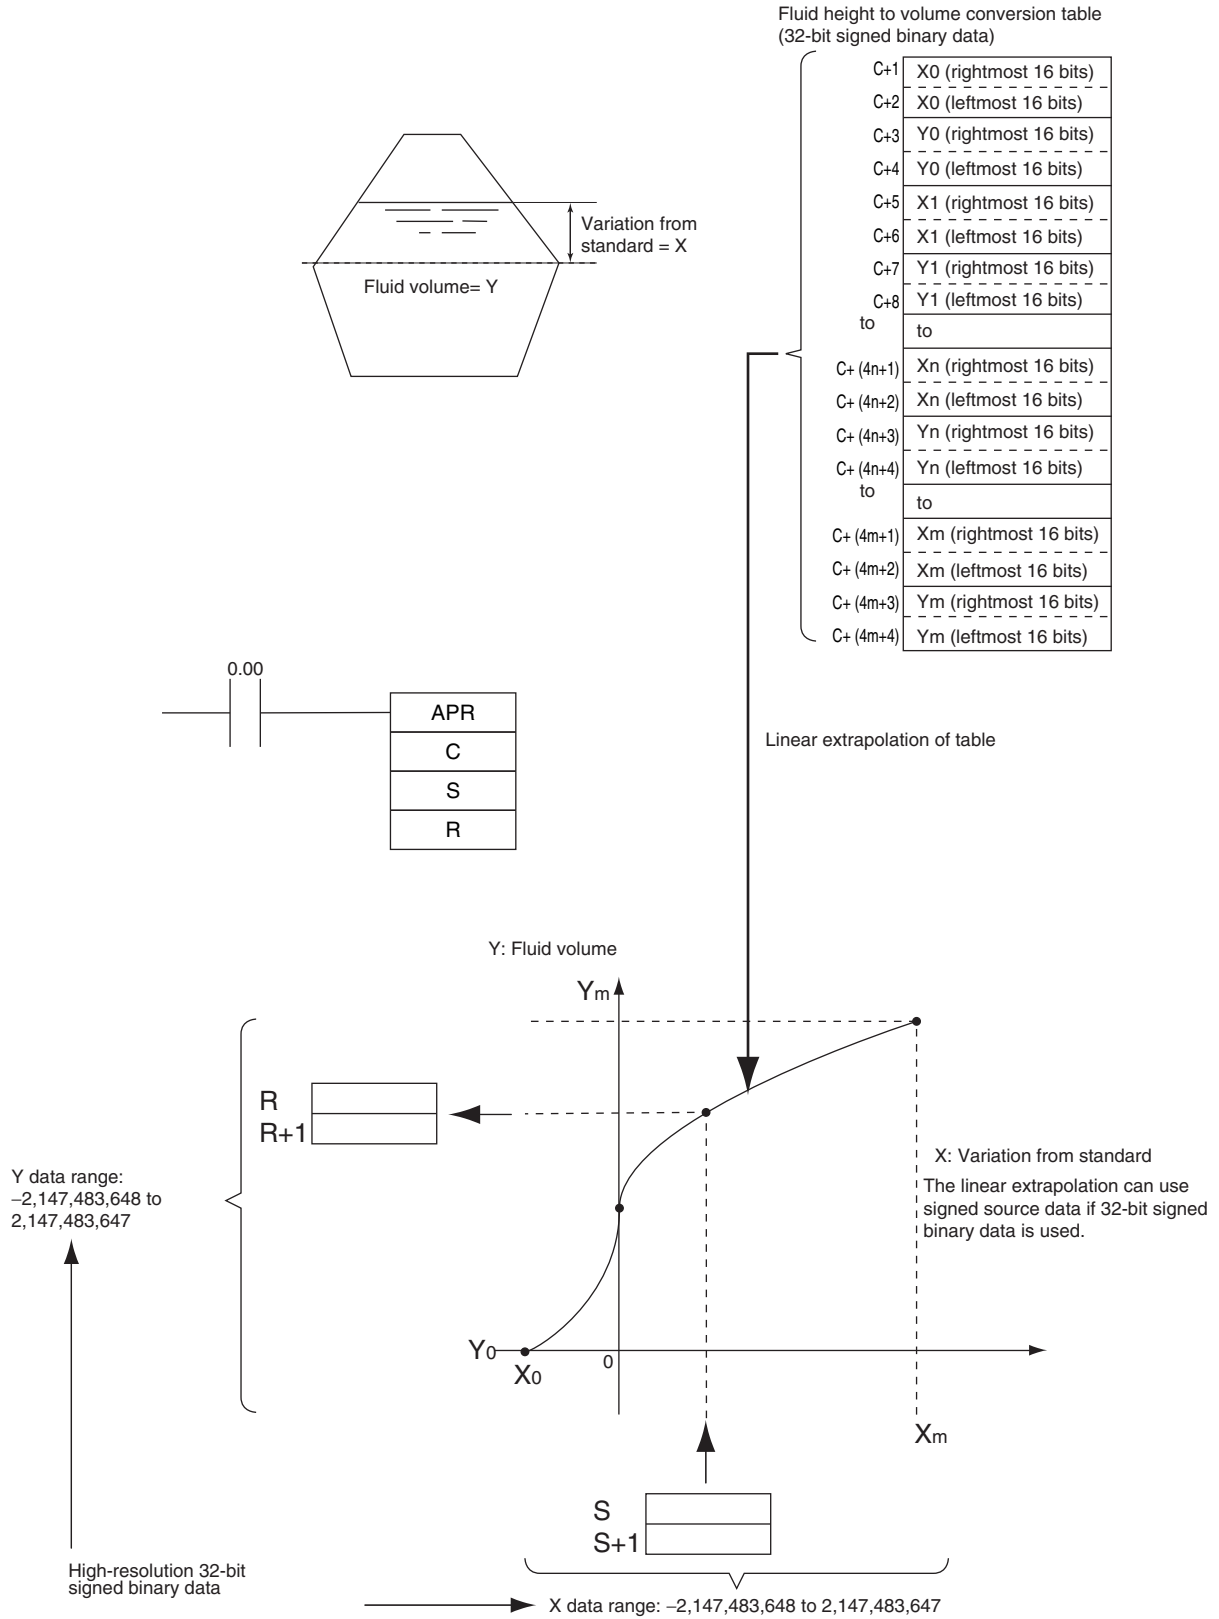 Fluid height to volume conversion table
(32-bit signed binary data)
C+1 X0 (rightmost 16 bits)
C+2 X0 (leftmost 16 bits)
C+3 Y0 (rightmost 16 bits)
C+4 Y0 (leftmost 16 bits)
C+5 X1 (rightmost 16 bits)
C+6 X1 (leftmost 16 bits)
C+7 Y1 (rightmost 16 bits)
C+8 Y1 (leftmost 16 bits)
to to
C+ (4n+1) Xn (rightmost 16 bits)
C+ (4n+2) Xn (leftmost 16 bits)
C+ (4n+3) Yn (rightmost 16 bits)
C+ (4n+4) Yn (leftmost 16 bits)
to to
C+ (4m+1) Xm (rightmost 16 bits)
C+ (4m+2) Xm (leftmost 16 bits)
C+ (4m+3) Ym (rightmost 16 bits)
C+ (4m+4) Ym (leftmost 16 bits)
Variation from
standard = X
Fluid volume= Y
0.00
APR
C
S
R
Linear extrapolation of table
Y: Fluid volume
Ym
R
R+1
Y data range:
–2,147,483,648 to
2,147,483,647
X: Variation from standard
The linear extrapolation can use
signed source data if 32-bit signed
binary data is used.
Y0
0
X0
Xm
S
S+1
High-resolution 32-bit
signed binary data
X data range: –2,147,483,648 to 2,147,483,647